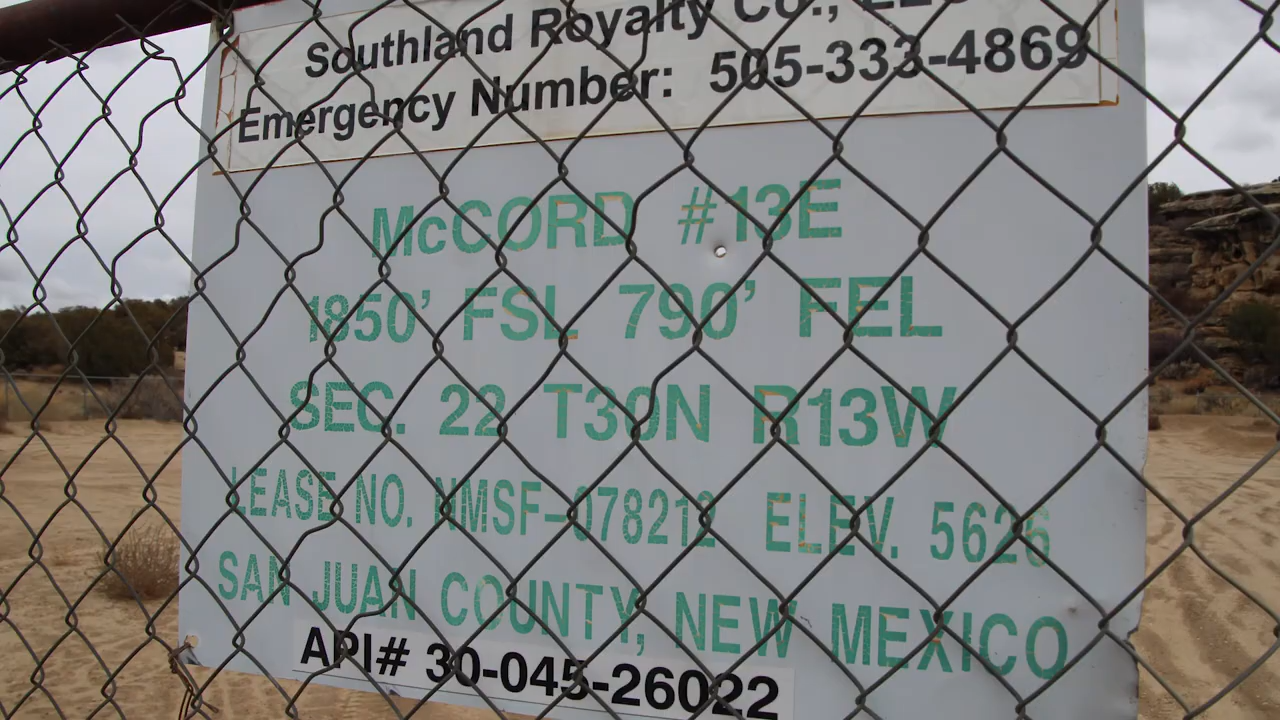 Southland Royalty Co., LLC
Emergency Number: 505-333-4869
McCORD #13E
1850' FSL 790' FEL
SEC. 22 T30N R13W
LEASE NO. NMSF-078212 ELEV. 5626
SAN JUAN COUNTY, NEW MEXICO
API# 30-045-26022